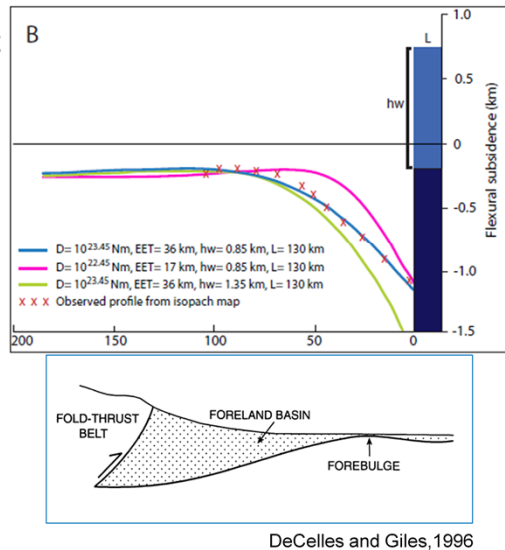 B
L
1.0
0.5
0
-0.5
-1.0
-1.5
hw
Flexural subsidence (km)
D= 10^23.45 Nm, EET= 36 km, hw= 0.85 km, L= 130 km
D= 10^22.45 Nm, EET= 17 km, hw= 0.85 km, L= 130 km
D= 10^23.45 Nm, EET= 36 km, hw= 1.35 km, L= 130 km
x x x Observed profile from isopach map
200 150 100 50 0
FOLD-THRUST
BELT
FORELAND BASIN
FOREBULGE
DeCelles and Giles,1996